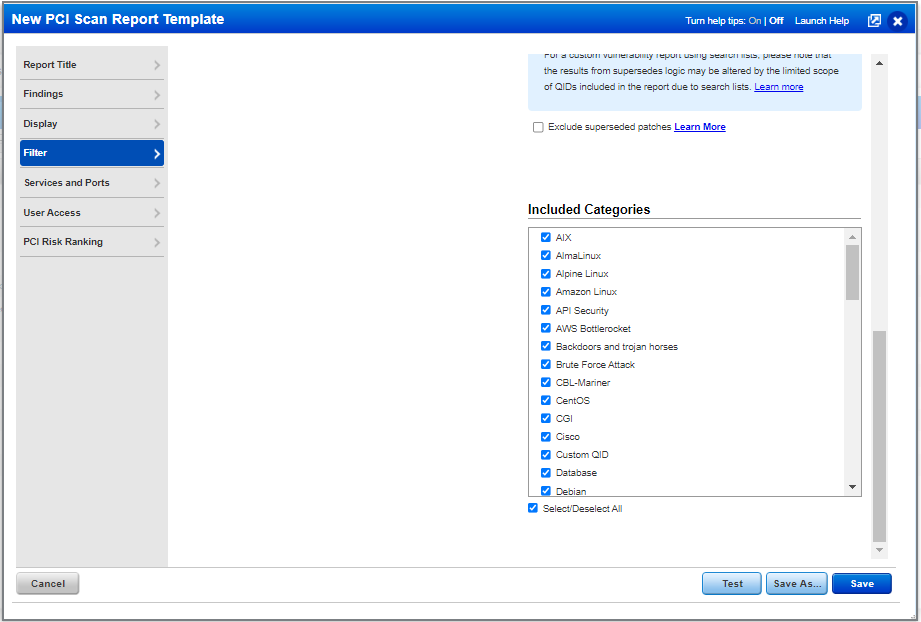 New PCI Scan Report Template
Turn help tips: On | Off Launch Help
Report Title
Findings
Display
Filter
Services and Ports
User Access
PCI Risk Ranking
For a custom vulnerability report using search lists, please note that
the results from supersedes logic may be altered by the limited scope
of QIDs included in the report due to search lists. Learn more
Exclude superseded patches Learn More
Included Categories
AIX
AlmaLinux
Alpine Linux
Amazon Linux
API Security
AWS Bottlerocket
Backdoors and trojan horses
Brute Force Attack
CBL-Mariner
CentOS
CGI
Cisco
Custom QID
Database
Debian
Select/Deselect All
Cancel
Test
Save As...
Save